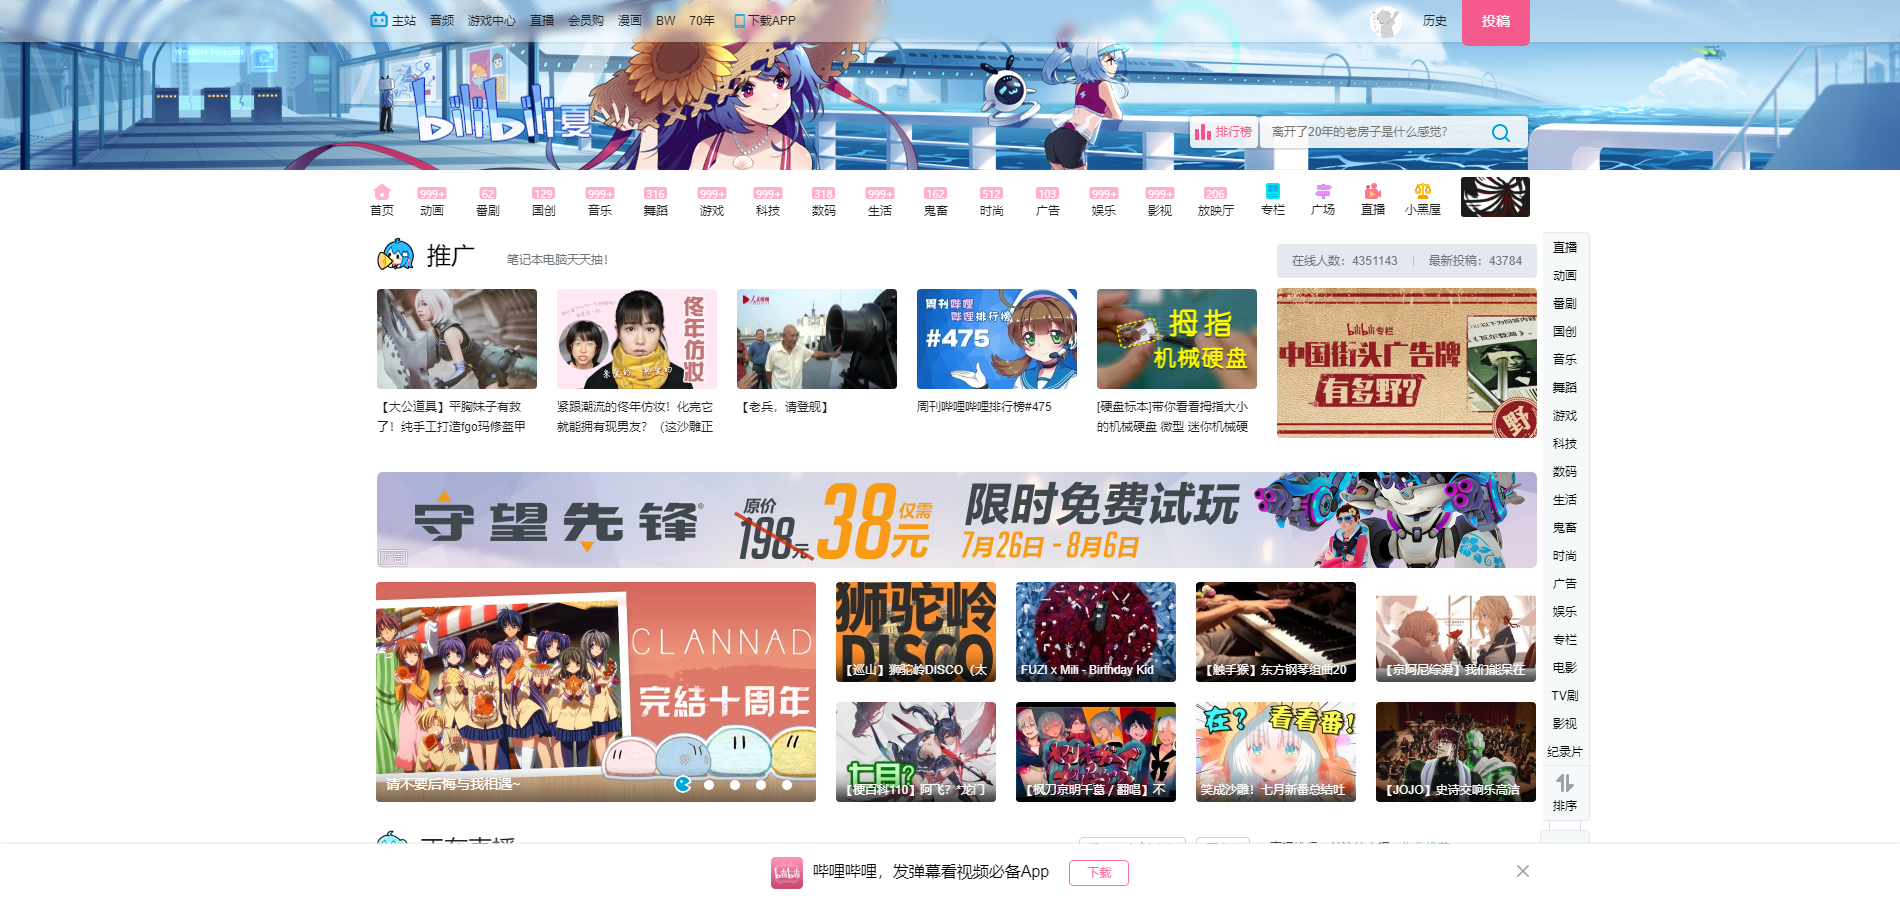 主站 音频 游戏中心 直播 会员购 漫画 BW 70年 下载APP
历史 投稿
Weather Forecast
bilibili 夏
排行榜 离开了20年的老房子是什么感觉?
999+ 62 129 999+ 316 999+ 999+ 318 999+ 162 512 103 999+ 999+ 206
首页 动画 番剧 国创 音乐 舞蹈 游戏 科技 数码 生活 鬼畜 时尚 广告 娱乐 影视 放映厅 专栏 广场 直播 小黑屋
推广 笔记本电脑天天抽!
在线人数：4351143 最新投稿：43784
佟年仿妆
周刊哔哩
哔哩排行榜
#475
拇指
机械硬盘
bilibili专栏
中国街头广告牌
有多野?
野
【大公道具】平胸妹子有救
了！纯手工打造fgo玛修盔甲
紧跟潮流的佟年仿妆！化完它
就能拥有现男友？（这沙雕正
【老兵，请登舰】
周刊哔哩哔哩排行榜#475
[硬盘标本]带你看看拇指大小
的机械硬盘 微型 迷你机械硬
守望先锋
原价
198元
仅需
38元
限时免费试玩
7月26日 - 8月6日
广告
CLANNAD
完結十周年
请不要后悔与我相遇~
狮驼岭
DISCO
【巡山】狮驼岭DISCO（太
FUZI x Mili - Birthday Kid
【触手猴】东方钢琴组曲20
【京阿尼综漫】我们能呆在
七月?
【梗百科110】阿飞？*龙门
【枫刀京明千墓 / 翻唱】不
在？ 看看番！
笑成沙雕！七月新番总结吐
【JOJO】史诗交响乐高洁
直播
动画
番剧
国创
音乐
舞蹈
游戏
科技
数码
生活
鬼畜
时尚
广告
娱乐
专栏
电影
TV剧
影视
纪录片
排序
正在直播
bilibili
哔哩哔哩，发弹幕看视频必备App 下载